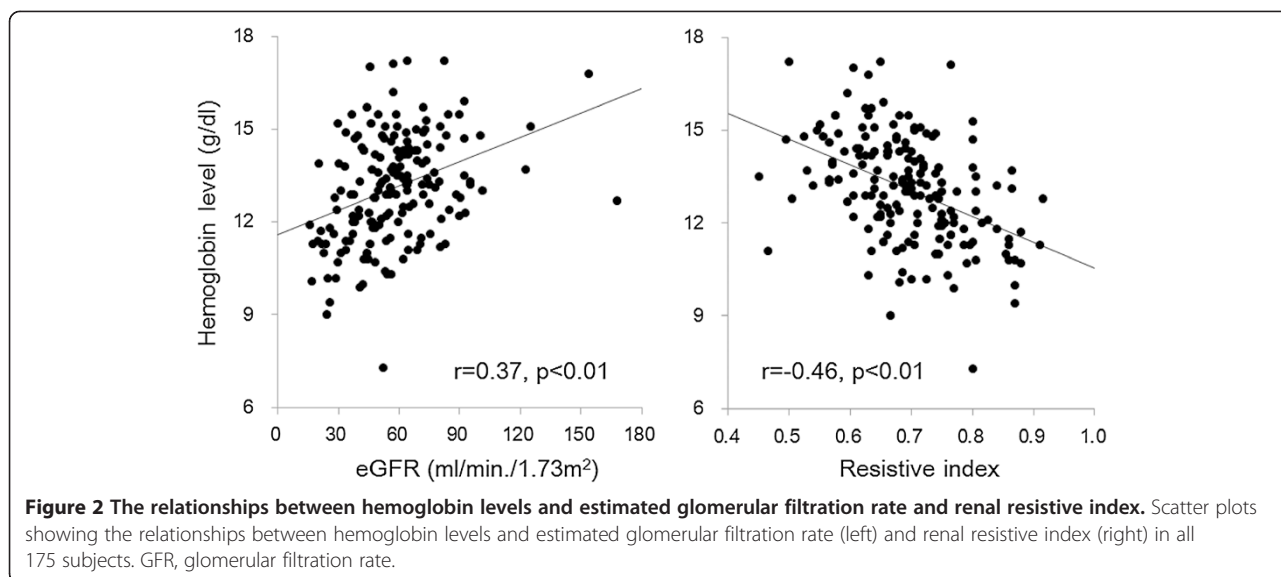 18
15
12
9
6
Hemoglobin level (g/dl)
r=0.37, p<0.01
0 30 60 90 120 150 180
eGFR (ml/min./1.73m²)
18
15
12
9
6
r=-0.46, p<0.01
0.4 0.5 0.6 0.7 0.8 0.9 1.0
Resistive index
Figure 2 The relationships between hemoglobin levels and estimated glomerular filtration rate and renal resistive index. Scatter plots
showing the relationships between hemoglobin levels and estimated glomerular filtration rate (left) and renal resistive index (right) in all
175 subjects. GFR, glomerular filtration rate.